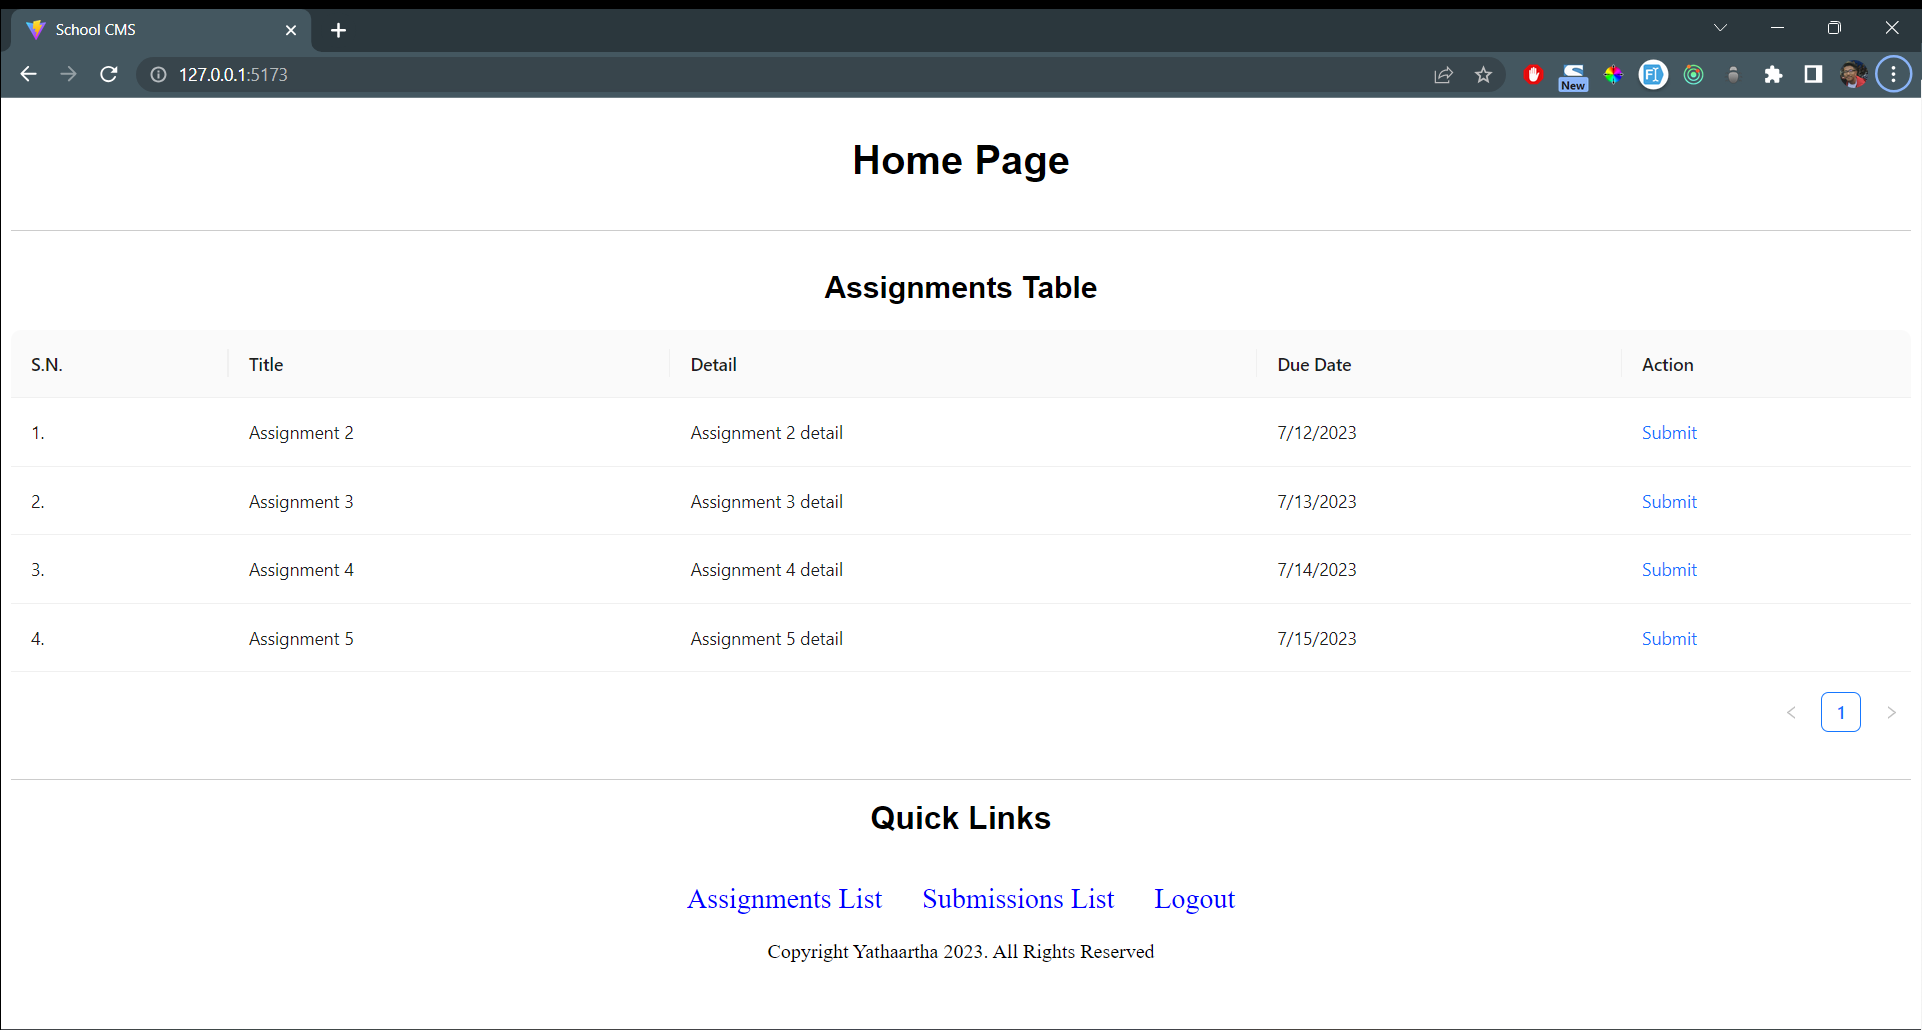 School CMS
127.0.0.1:5173
New
Home Page
Assignments Table
S.N. Title Detail Due Date Action
1. Assignment 2 Assignment 2 detail 7/12/2023 Submit
2. Assignment 3 Assignment 3 detail 7/13/2023 Submit
3. Assignment 4 Assignment 4 detail 7/14/2023 Submit
4. Assignment 5 Assignment 5 detail 7/15/2023 Submit
< 1 >
Quick Links
Assignments List Submissions List Logout
Copyright Yathaartha 2023. All Rights Reserved